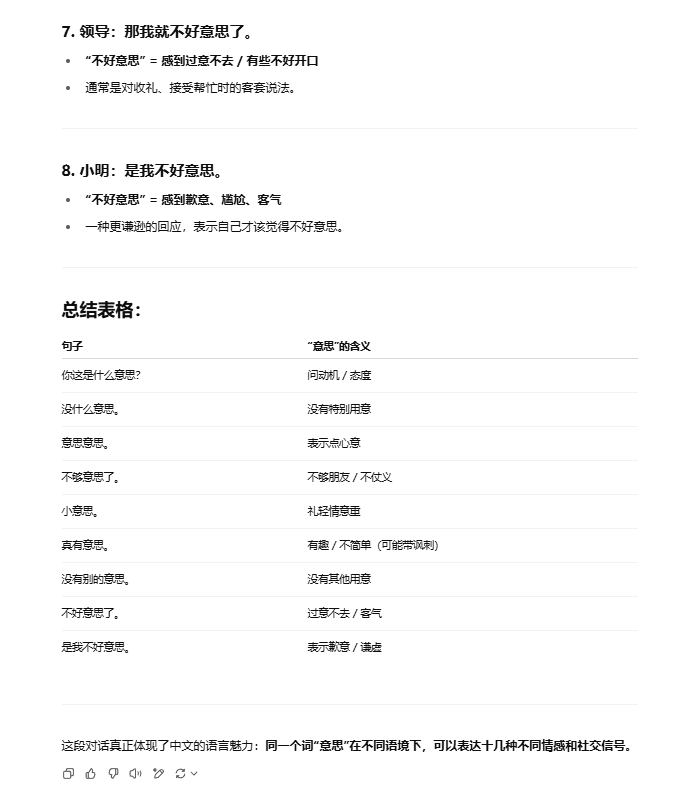 7. 领导：那我就不好意思了。
“不好意思” = 感到过意不去 / 有些不好开口
通常是对收礼、接受帮忙时的客套说法。
8. 小明：是我不好意思。
“不好意思” = 感到歉意、尴尬、客气
一种更谦逊的回应，表示自己才该觉得不好意思。
总结表格：
句子 “意思”的含义
你这是什么意思? 问动机 / 态度
没什么意思。 没有特别用意
意思意思。 表示点心意
不够意思了。 不够朋友 / 不仗义
小意思。 礼轻情意重
真有意思。 有趣 / 不简单（可能带讽刺）
没有别的意思。 没有其他用意
不好意思了。 过意不去 / 客气
是我不好意思。 表示歉意 / 谦虚
这段对话真正体现了中文的语言魅力：同一个词“意思”在不同语境下，可以表达十几种不同情感和社交信号。